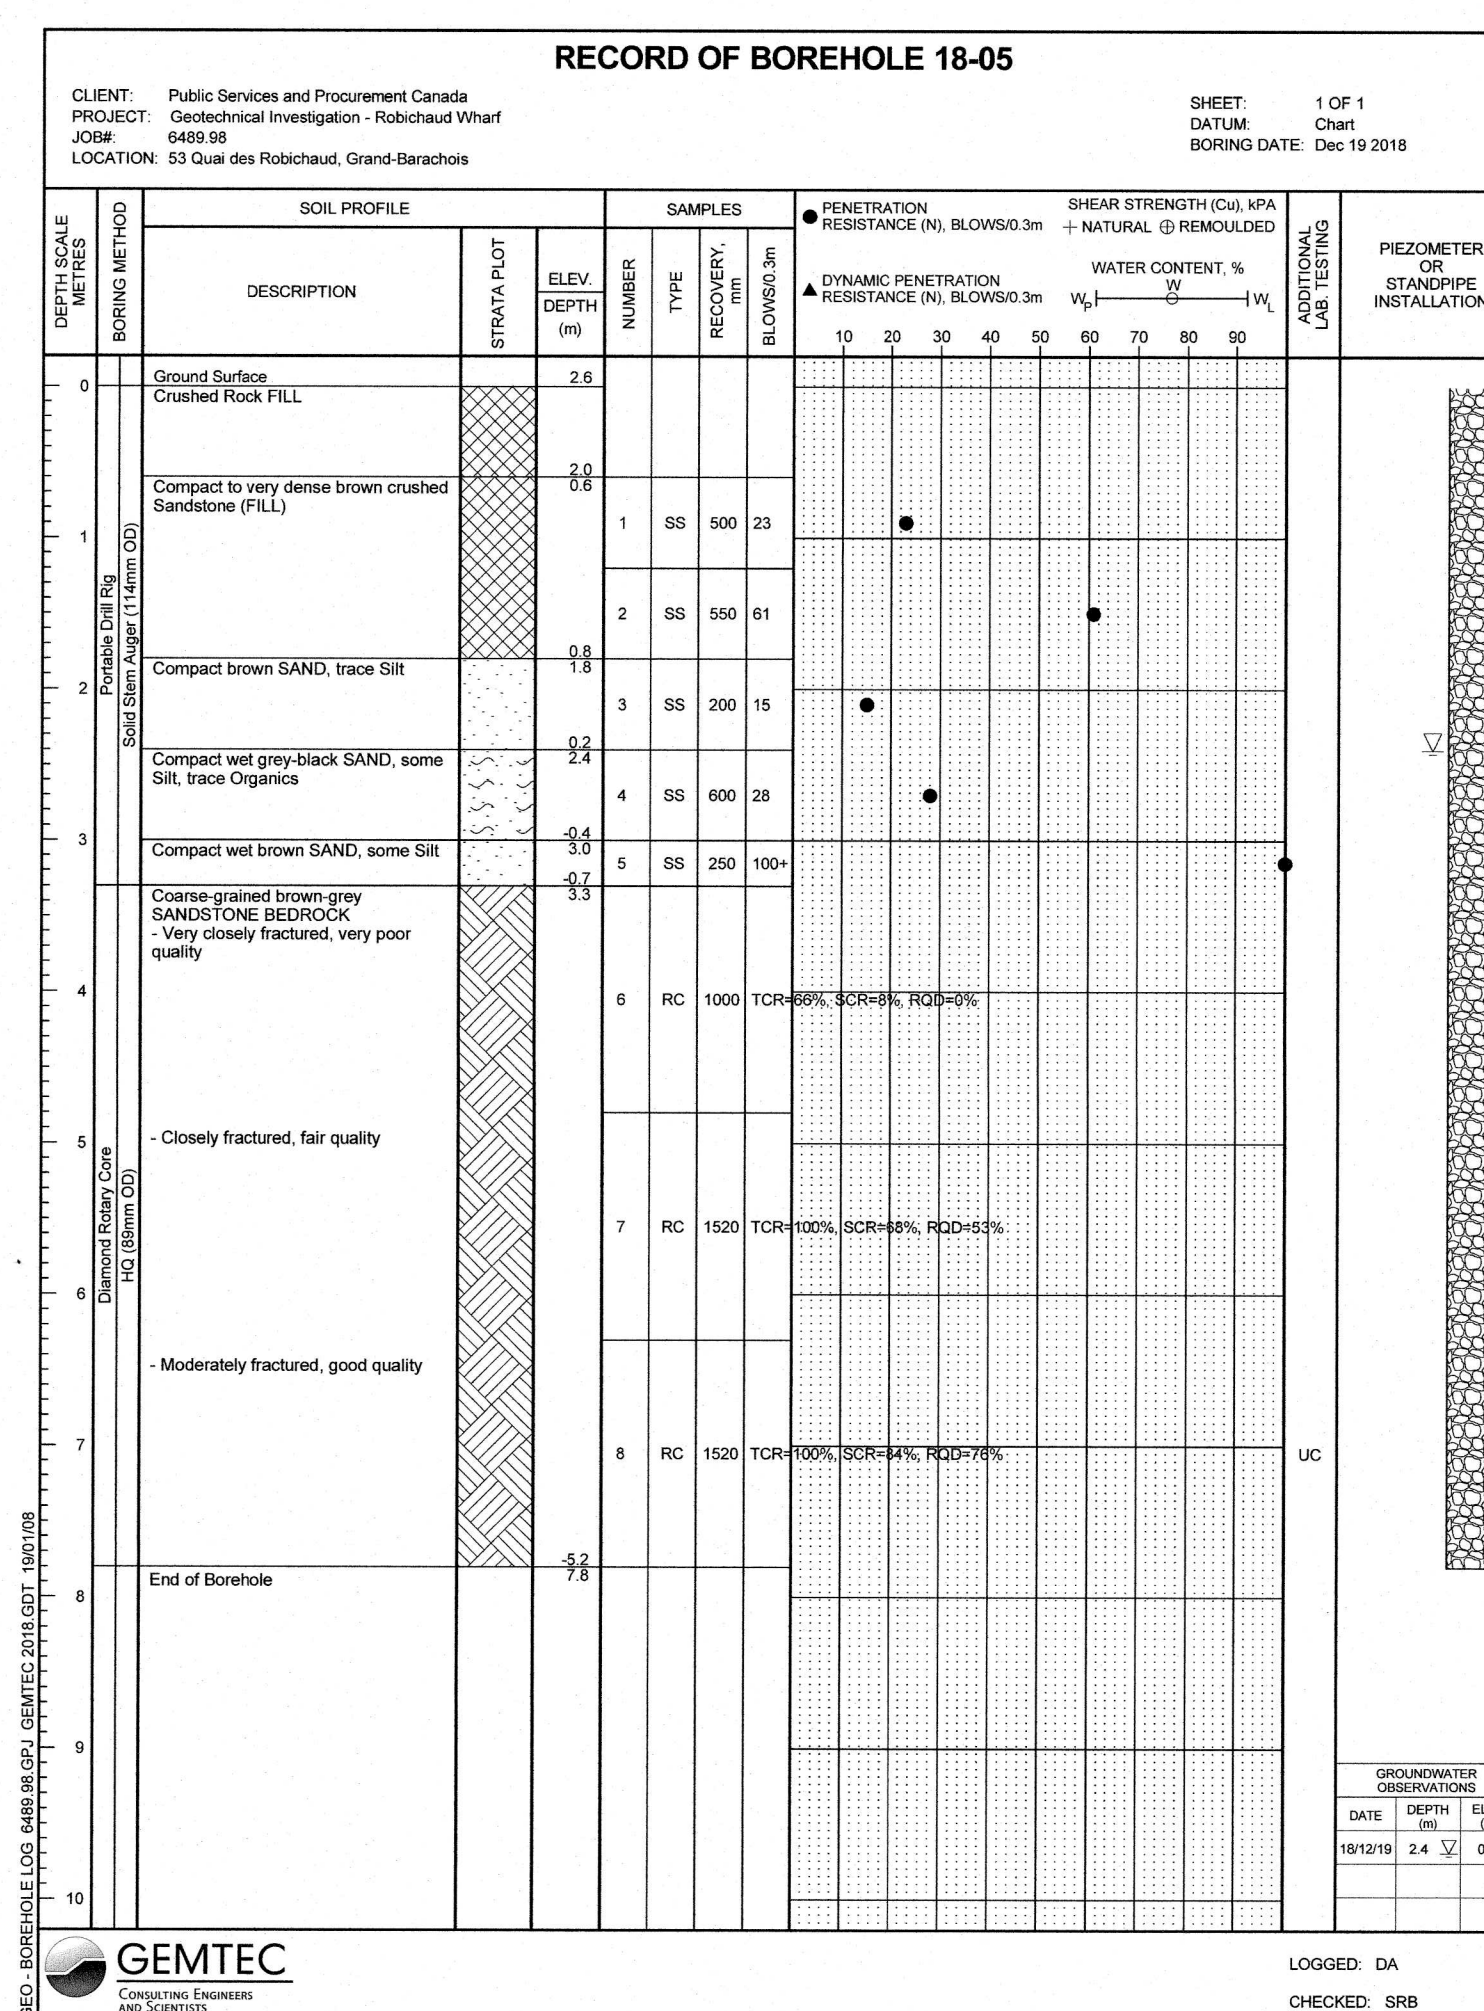 RECORD OF BOREHOLE 18-05
CLIENT: Public Services and Procurement Canada
PROJECT: Geotechnical Investigation - Robichaud Wharf
JOB#: 6489.98
LOCATION: 53 Quai des Robichaud, Grand-Barachois
SHEET: 1 OF 1
DATUM: Chart
BORING DATE: Dec 19 2018
DEPTH SCALE
METRES
BORING METHOD
SOIL PROFILE
DESCRIPTION
STRATA PLOT
ELEV.
DEPTH
(m)
SAMPLES
NUMBER
TYPE
RECOVERY,
mm
BLOWS/0.3m
PENETRATION
RESISTANCE (N), BLOWS/0.3m
DYNAMIC PENETRATION
RESISTANCE (N), BLOWS/0.3m
SHEAR STRENGTH (Cu), kPA
+ NATURAL ⊕ REMOULDED
WATER CONTENT, %
W
WP WL
10 20 30 40 50 60 70 80 90
ADDITIONAL
LAB. TESTING
PIEZOMETER
OR
STANDPIPE
INSTALLATION
0
Ground Surface 2.6
Crushed Rock FILL
2.0
0.6
Compact to very dense brown crushed
Sandstone (FILL)
1 SS 500 23
1
2 SS 550 61
0.8
1.8
Compact brown SAND, trace Silt
2
3 SS 200 15
0.2
2.4
Compact wet grey-black SAND, some
Silt, trace Organics
4 SS 600 28
-0.4
3
3.0
Compact wet brown SAND, some Silt
5 SS 250 100+
-0.7
3.3
Portable Drill Rig
Solid Stem Auger (114mm OD)
Coarse-grained brown-grey
SANDSTONE BEDROCK
- Very closely fractured, very poor
quality
4
6 RC 1000 TCR=66%, SCR=8%, RQD=0%
5
- Closely fractured, fair quality
Diamond Rotary Core
HQ (89mm OD)
7 RC 1520 TCR=100%, SCR=68%, RQD=53%
6
- Moderately fractured, good quality
7
8 RC 1520 TCR=100%, SCR=84%, RQD=76% UC
-5.2
7.8
End of Borehole
8
9
10
10 20 30 40 50 60 70 80 90
GROUNDWATER
OBSERVATIONS
DATE DEPTH
(m)
18/12/19 2.4
GEO - BOREHOLE LOG 6489.98.GPJ GEMTEC 2018.GDT 19/01/08
GEMTEC
CONSULTING ENGINEERS
AND SCIENTISTS
LOGGED: DA
CHECKED: SRB